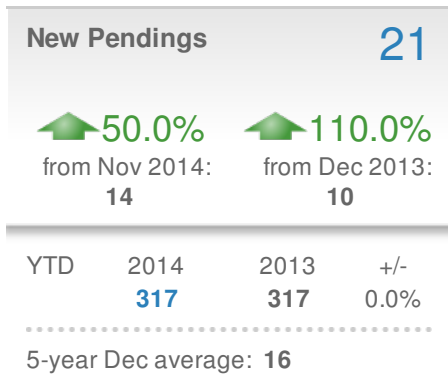 New Pendings 21
50.0% 110.0%
from Nov 2014: from Dec 2013:
14 10
YTD 2014 2013 +/-
317 317 0.0%
5-year Dec average: 16